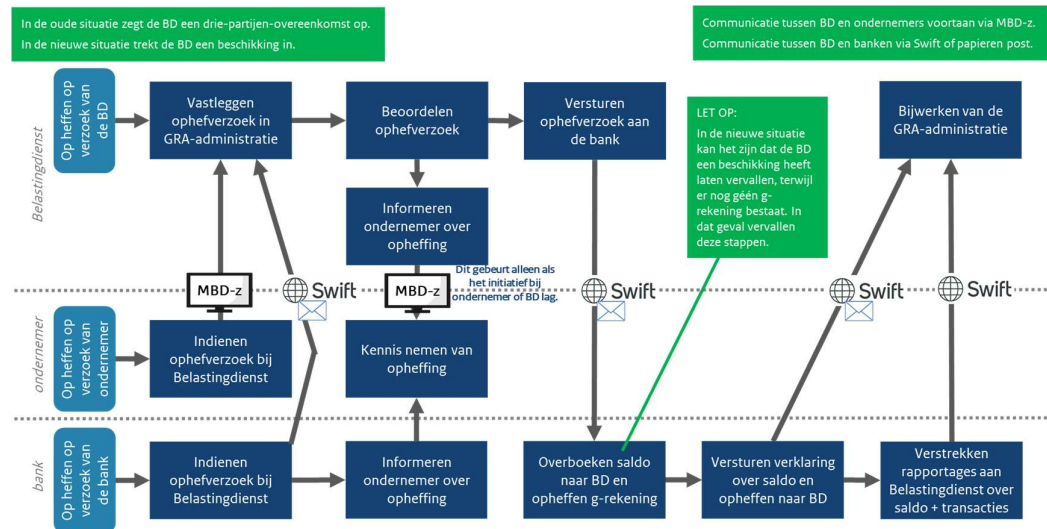 In de oude situatie zegt de BD een drie-partijen-overeenkomst op.
In de nieuwe situatie trekt de BD een beschikking in.
Communicatie tussen BD en ondernemers voortaan via MBD-z.
Communicatie tussen BD en banken via Swift of papieren post.
Belastingdienst
Op heffen op
verzoek van
de BD
Vastleggen
ophefverzoek in
GRA-administratie
Beoordelen
ophefverzoek
Versturen
ophefverzoek aan
de bank
LET OP:
In de nieuwe situatie
kan het zijn dat de BD
een beschikking heeft
laten vervallen, terwijl
er nog géén g-
rekening bestaat. In
dat geval vervallen
deze stappen.
Bijwerken van de
GRA-administratie
Informeren
ondernemer over
opheffing
Dit gebeurt alleen als
het initiatief bij
ondernemer of BD lag.
MBD-z
Swift
MBD-z
Swift
Swift
Swift
ondernemer
Op heffen op
verzoek van
ondernemer
Indienen
ophefverzoek bij
Belastingdienst
Kennis nemen van
opheffing
bank
Op heffen op
verzoek van
de bank
Indienen
ophefverzoek bij
Belastingdienst
Informeren
ondernemer over
opheffing
Overboeken saldo
naar BD en
opheffen g-rekening
Versturen verklaring
over saldo en
opheffen naar BD
Verstrekken
rapportages aan
Belastingdienst over
saldo + transacties